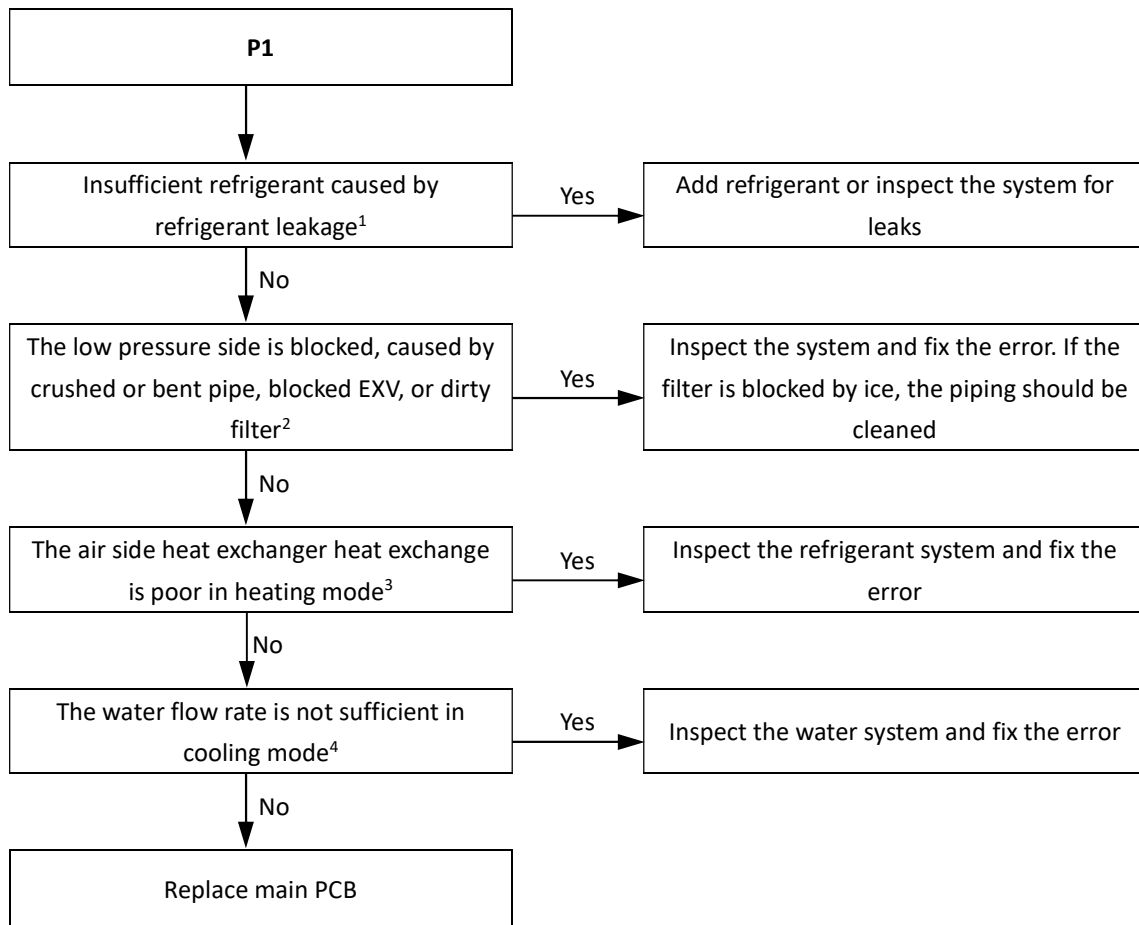 P1
Insufficient refrigerant caused by
refrigerant leakage¹
Yes
Add refrigerant or inspect the system for
leaks
No
The low pressure side is blocked, caused by
crushed or bent pipe, blocked EXV, or dirty
filter²
Yes
Inspect the system and fix the error. If the
filter is blocked by ice, the piping should be
cleaned
No
The air side heat exchanger heat exchange
is poor in heating mode³
Yes
Inspect the refrigerant system and fix the
error
No
The water flow rate is not sufficient in
cooling mode⁴
Yes
Inspect the water system and fix the error
No
Replace main PCB